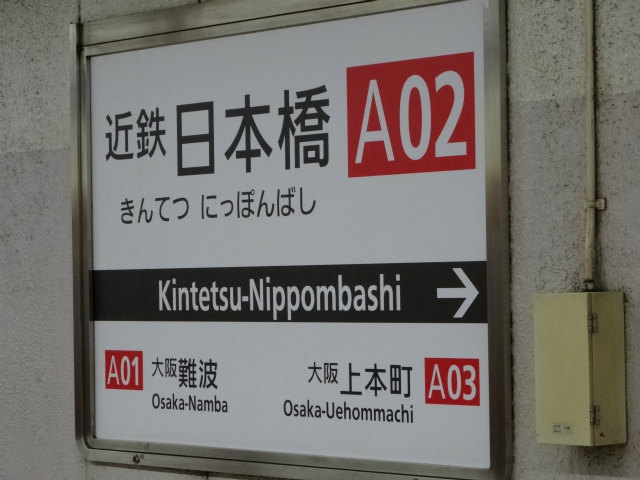 近鉄日本橋 A02
きんてつ にっぽんばし
Kintetsu-Nippombashi →
A01 大阪難波
Osaka-Namba
大阪上本町 A03
Osaka-Uehommachi